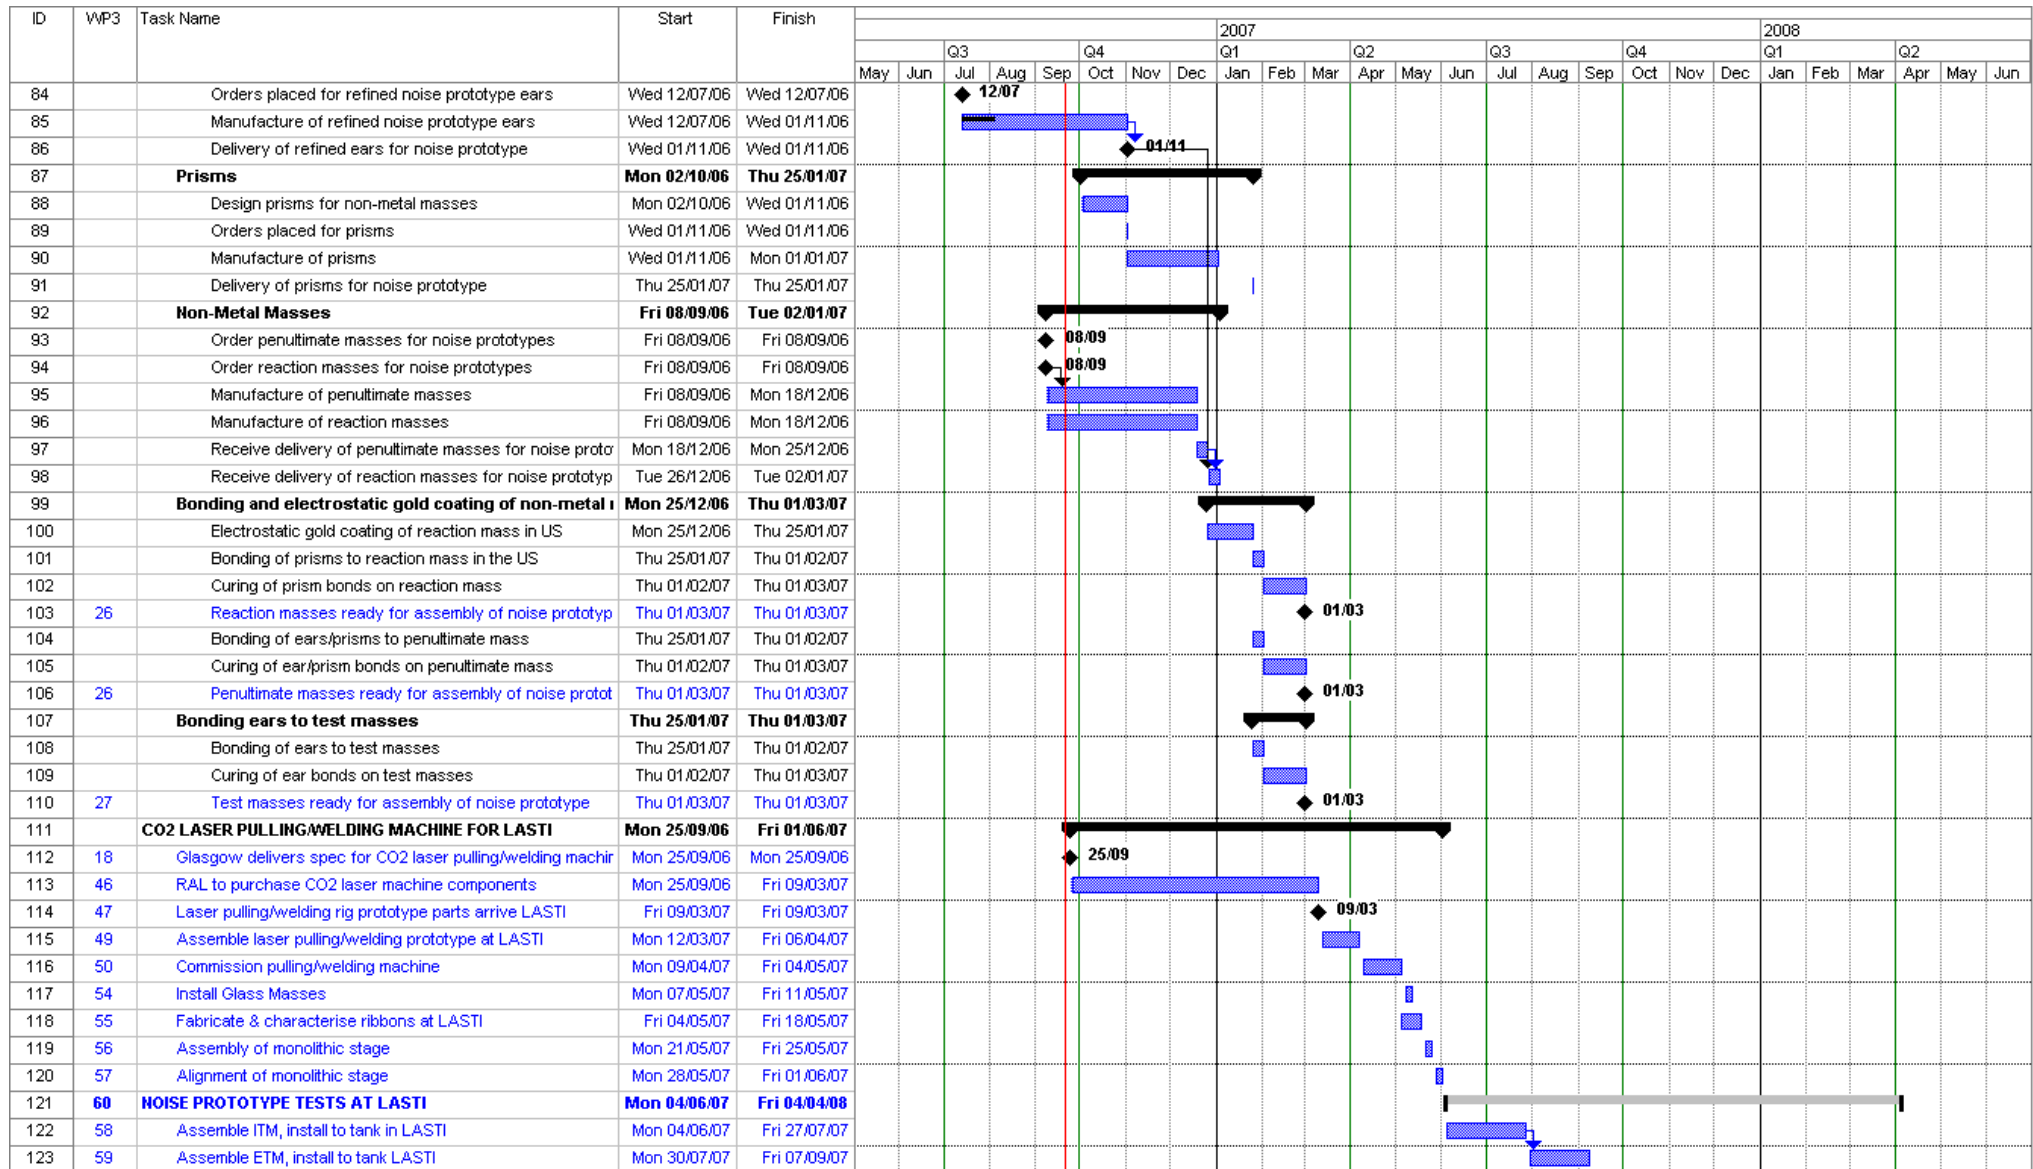 ID WP3 Task Name Start Finish
2007 2008
Q3 Q4 Q1 Q2 Q3 Q4 Q1 Q2
May Jun Jul Aug Sep Oct Nov Dec Jan Feb Mar Apr May Jun Jul Aug Sep Oct Nov Dec Jan Feb Mar Apr May Jun
84 Orders placed for refined noise prototype ears Wed 12/07/06 Wed 12/07/06 12/07
85 Manufacture of refined noise prototype ears Wed 12/07/06 Wed 01/11/06
86 Delivery of refined ears for noise prototype Wed 01/11/06 Wed 01/11/06 01/11
87 Prisms Mon 02/10/06 Thu 25/01/07
88 Design prisms for non-metal masses Mon 02/10/06 Wed 01/11/06
89 Orders placed for prisms Wed 01/11/06 Wed 01/11/06
90 Manufacture of prisms Wed 01/11/06 Mon 01/01/07
91 Delivery of prisms for noise prototype Thu 25/01/07 Thu 25/01/07
92 Non-Metal Masses Fri 08/09/06 Tue 02/01/07
93 Order penultimate masses for noise prototypes Fri 08/09/06 Fri 08/09/06 08/09
94 Order reaction masses for noise prototypes Fri 08/09/06 Fri 08/09/06 08/09
95 Manufacture of penultimate masses Fri 08/09/06 Mon 18/12/06
96 Manufacture of reaction masses Fri 08/09/06 Mon 18/12/06
97 Receive delivery of penultimate masses for noise proto Mon 18/12/06 Mon 25/12/06
98 Receive delivery of reaction masses for noise prototyp Tue 26/12/06 Tue 02/01/07
99 Bonding and electrostatic gold coating of non-metal Mon 25/12/06 Thu 01/03/07
100 Electrostatic gold coating of reaction mass in US Mon 25/12/06 Thu 25/01/07
101 Bonding of prisms to reaction mass in the US Thu 25/01/07 Thu 01/02/07
102 Curing of prism bonds on reaction mass Thu 01/02/07 Thu 01/03/07
103 26 Reaction masses ready for assembly of noise prototyp Thu 01/03/07 Thu 01/03/07 01/03
104 Bonding of ears/prisms to penultimate mass Thu 25/01/07 Thu 01/02/07
105 Curing of ear/prism bonds on penultimate mass Thu 01/02/07 Thu 01/03/07
106 26 Penultimate masses ready for assembly of noise protot Thu 01/03/07 Thu 01/03/07 01/03
107 Bonding ears to test masses Thu 25/01/07 Thu 01/03/07
108 Bonding of ears to test masses Thu 25/01/07 Thu 01/02/07
109 Curing of ear bonds on test masses Thu 01/02/07 Thu 01/03/07
110 27 Test masses ready for assembly of noise prototype Thu 01/03/07 Thu 01/03/07 01/03
111 CO2 LASER PULLING/WELDING MACHINE FOR LASTI Mon 25/09/06 Fri 01/06/07
112 18 Glasgow delivers spec for CO2 laser pulling/welding machir Mon 25/09/06 Mon 25/09/06 25/09
113 46 RAL to purchase CO2 laser machine components Mon 25/09/06 Fri 09/03/07
114 47 Laser pulling/welding rig prototype parts arrive LASTI Fri 09/03/07 Fri 09/03/07 09/03
115 49 Assemble laser pulling/welding prototype at LASTI Mon 12/03/07 Fri 06/04/07
116 50 Commission pulling/welding machine Mon 09/04/07 Fri 04/05/07
117 54 Install Glass Masses Mon 07/05/07 Fri 11/05/07
118 55 Fabricate & characterise ribbons at LASTI Fri 04/05/07 Fri 18/05/07
119 56 Assembly of monolithic stage Mon 21/05/07 Fri 25/05/07
120 57 Alignment of monolithic stage Mon 28/05/07 Fri 01/06/07
121 60 NOISE PROTOTYPE TESTS AT LASTI Mon 04/06/07 Fri 04/04/08
122 58 Assemble ITM, install to tank in LASTI Mon 04/06/07 Fri 27/07/07
123 59 Assemble ETM, install to tank LASTI Mon 30/07/07 Fri 07/09/07